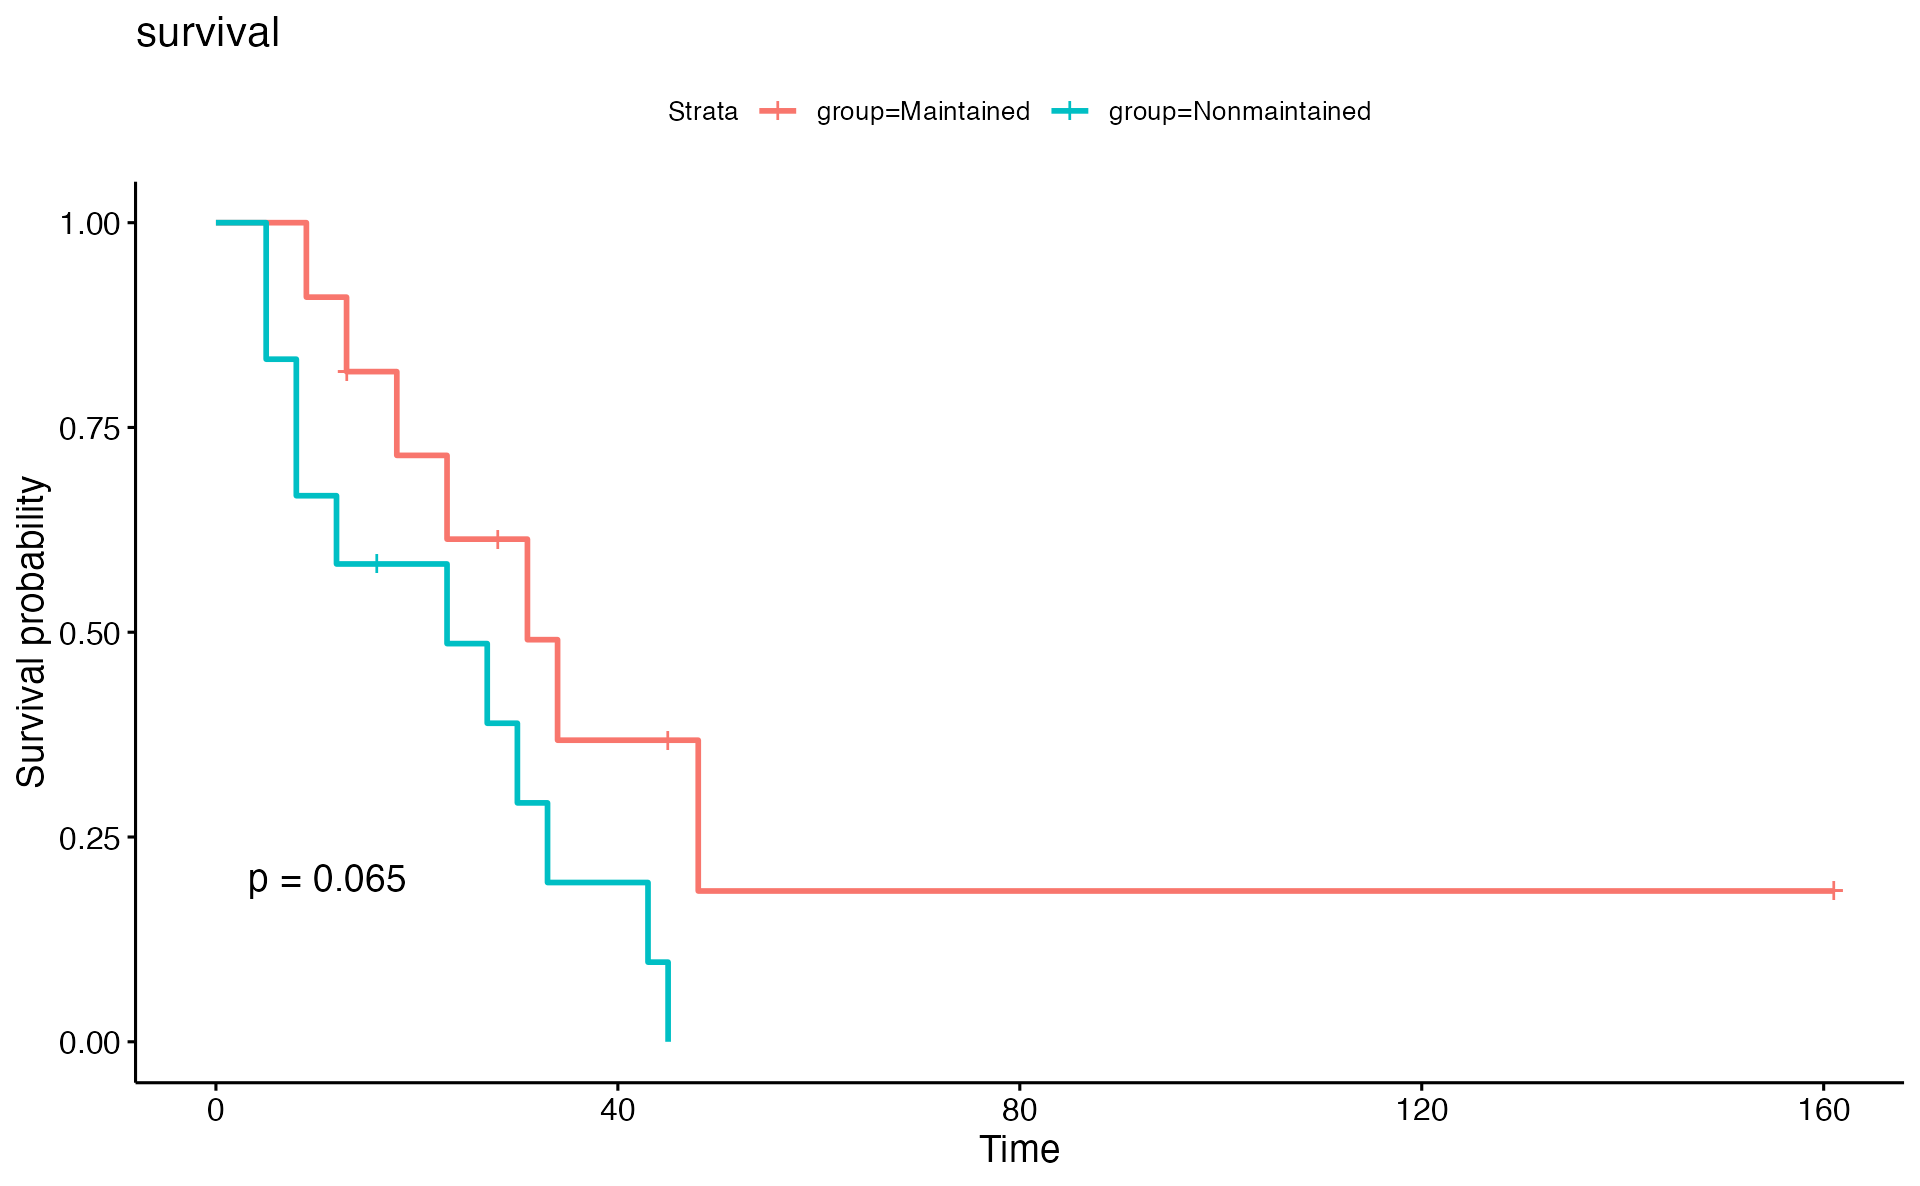 survival
Strata group=Maintained group=Nonmaintained
1.00
0.75
0.50
0.25
0.00
Survival probability
p = 0.065
0 40 80 120 160
Time